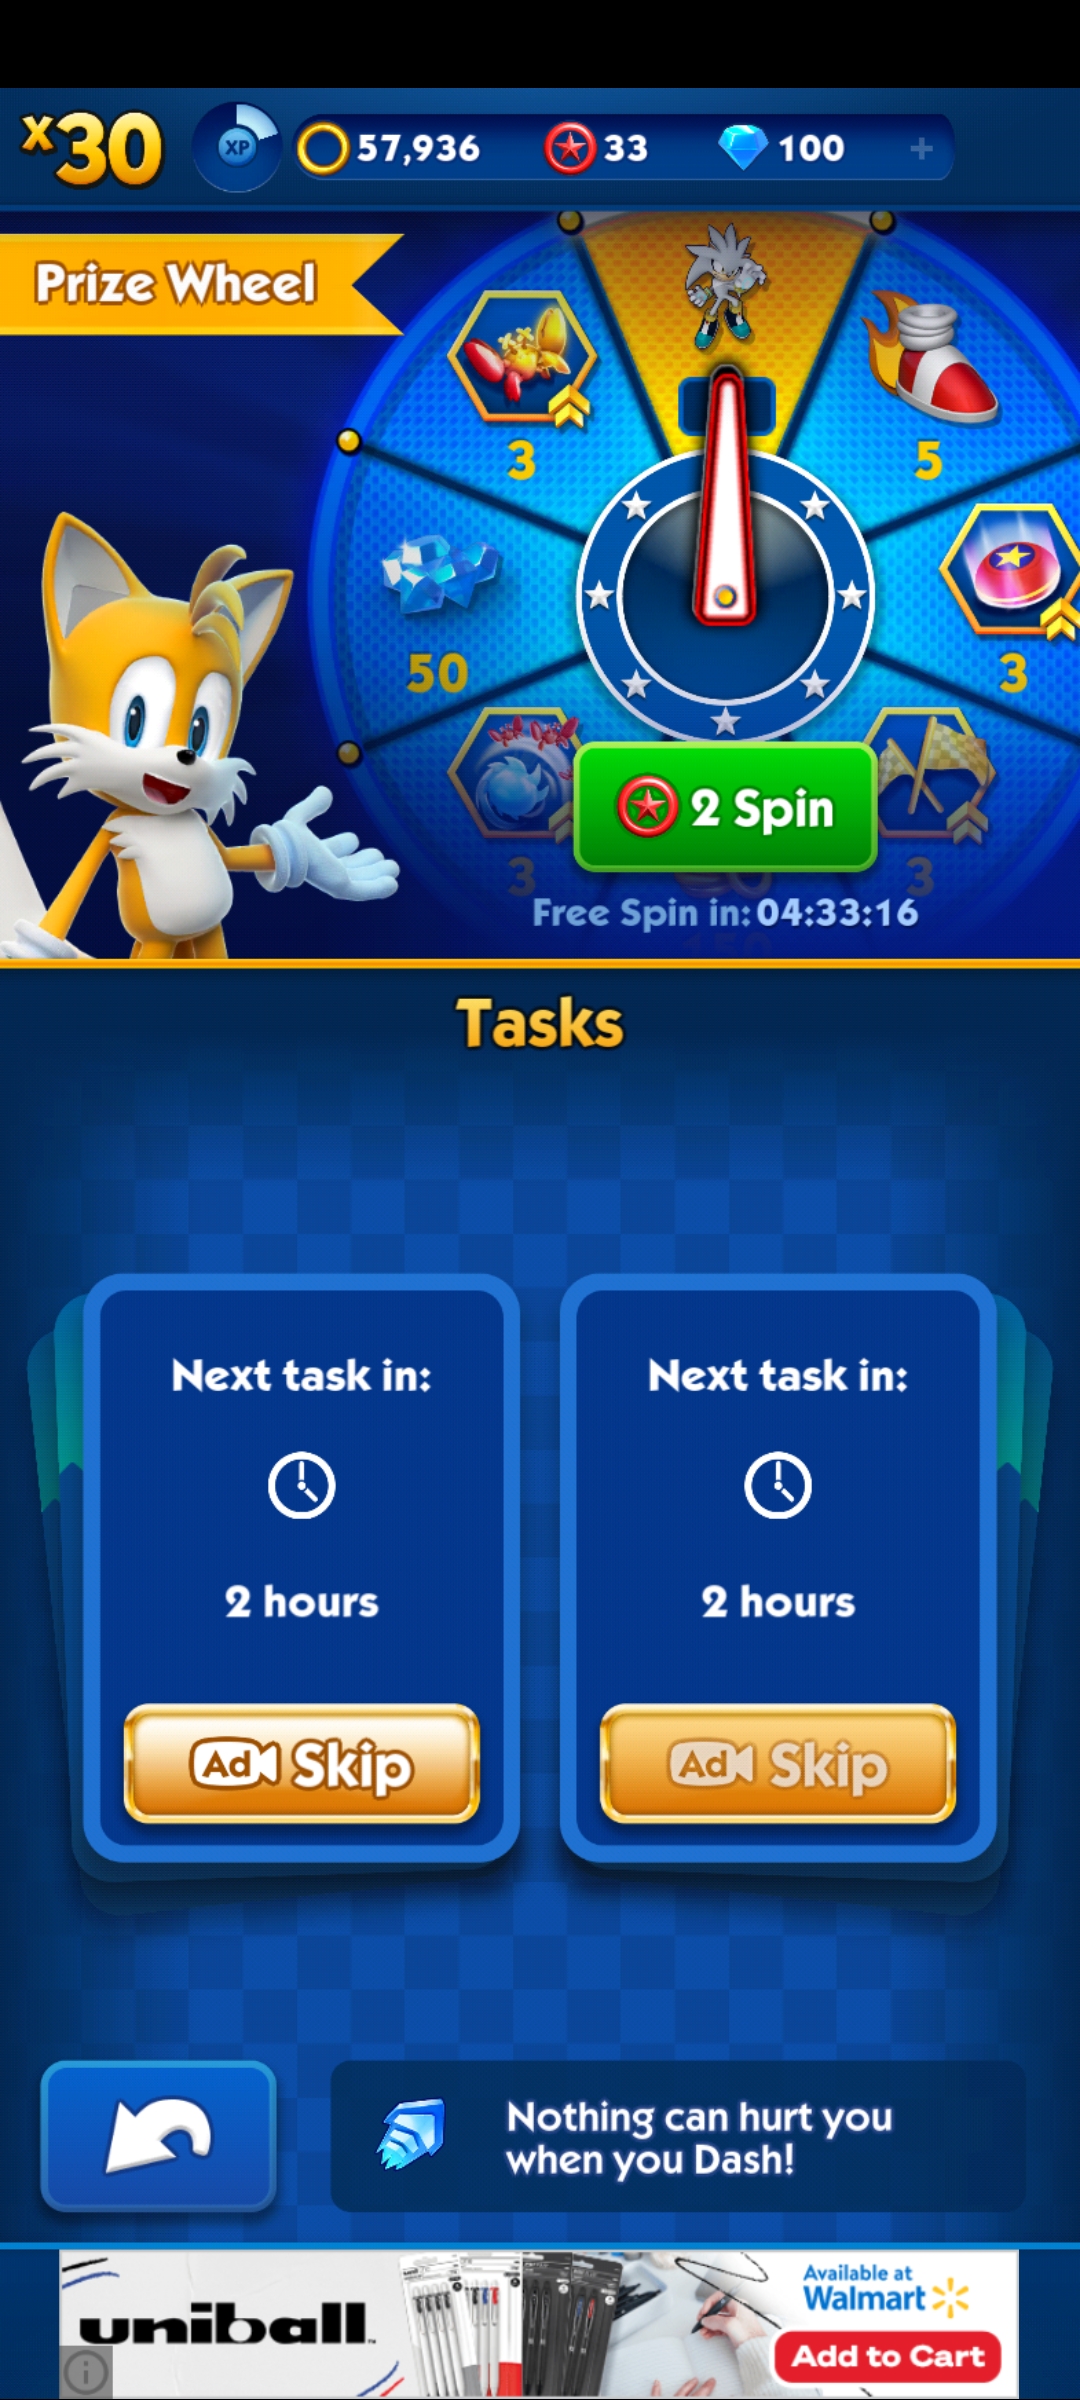 x30
XP
57,936
33
100
+
Prize Wheel
3
5
50
3
3
3
2 Spin
Free Spin in: 04:33:16
Tasks
Next task in:
2 hours
Ad Skip
Next task in:
2 hours
Ad Skip
Nothing can hurt you
when you Dash!
uniball™
Available at
Walmart
Add to Cart